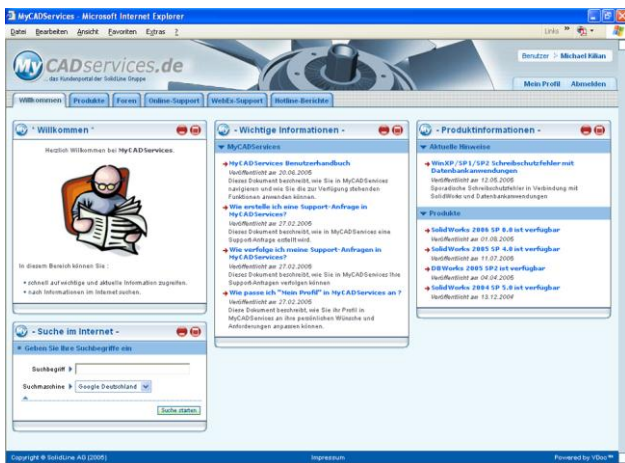 MyCADServices - Microsoft Internet Explorer
Datei Bearbeiten Ansicht Favoriten Extras ?
Links
Benutzer > Michael Kilian
My CADservices.de
... das Kundenportal der SolidLine Gruppe
Mein Profil Abmelden
Willkommen Produkte Foren Online-Support WebEx-Support Hotline-Berichte
* Willkommen *
Herzlich Willkommen bei MyCADServices.
In diesem Bereich können Sie :
• schnell auf wichtige und aktuelle Information zugreifen.
• nach Informationen im Internet suchen.
- Suche im Internet -
Geben Sie Ihre Suchbegriffe ein
Suchbegriff
Suchmaschine Google Deutschland
Suche starten
- Wichtige Informationen -
MyCADServices
MyCADServices Benutzerhandbuch
Veröffentlicht am 20.06.2005
Dieses Dokument beschreibt, wie Sie in MyCADServices
navigieren und wie Sie die zur Verfügung stehenden
Funktionen anwenden können.
Wie erstelle ich eine Support-Anfrage in
MyCADServices?
Veröffentlicht am 27.02.2005
Dieses Dokument beschreibt, wie in MyCADServices eine
Support-Anfrage erstellt wird.
Wie verfolge ich meine Support-Anfragen in
MyCADServices?
Veröffentlicht am 27.02.2005
Dieses Dokument beschreibt, wie Sie in MyCADServices Ihre
Support-Anfragen verfolgen können
Wie passe ich "Mein Profil" in MyCADServices an ?
Veröffentlicht am 27.02.2005
Diese Dokument beschreibt, wie Sie ihr Profil in
MyCADServices an ihre persönlichen Wünsche und
Anforderungen anpassen können.
- Produktinformationen -
Aktuelle Hinweise
WinXP/SP1/SP2 Schreibschutzfehler mit
Datenbankanwendungen
Veröffentlicht am 12.05.2005
Sporadische Schreibschutzfehler in Verbindung mit
SolidWorks und Datenbankanwendungen
Produkte
SolidWorks 2006 SP 0.0 ist verfügbar
Veröffentlicht am 01.08.2005
SolidWorks 2005 SP 4.0 ist verfügbar
Veröffentlicht am 11.07.2005
DBWorks 2005 SP2 ist verfügbar
Veröffentlicht am 04.04.2005
SolidWorks 2004 SP 5.0 ist verfügbar
Veröffentlicht am 13.12.2004
Copyright © SolidLine AG (2005)
Impressum
Powered by VDoo™